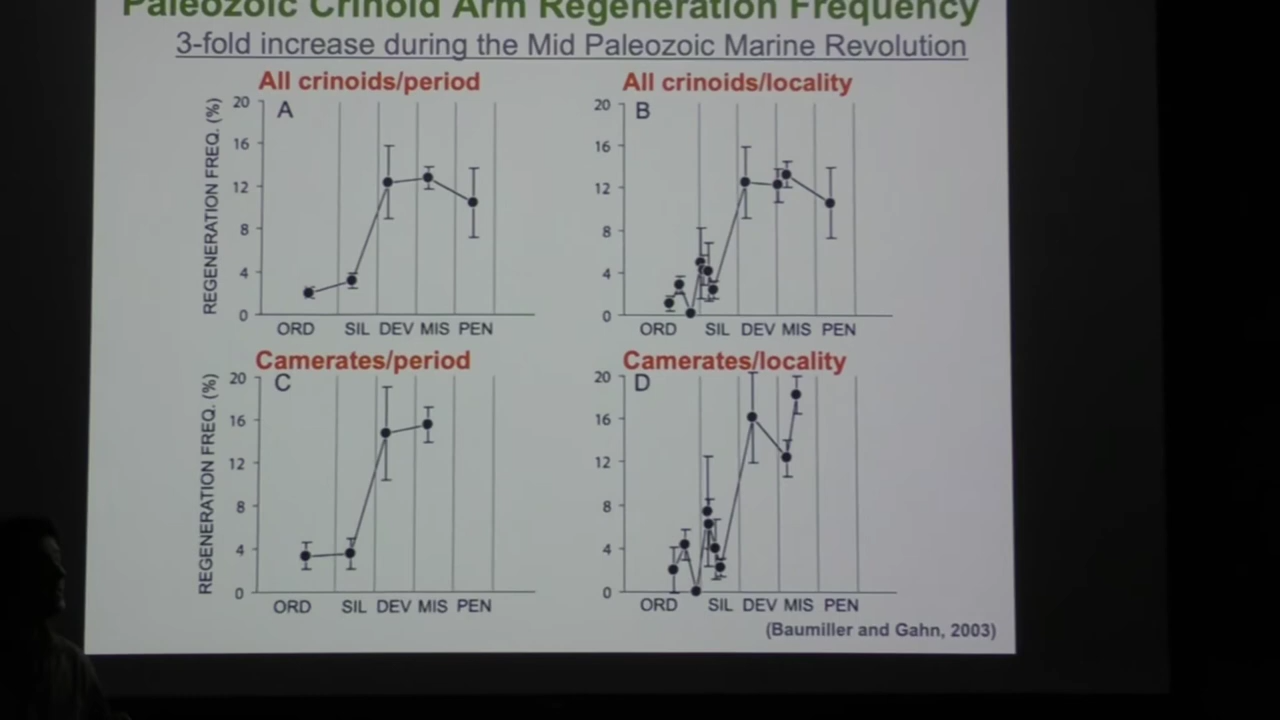 Paleozoic Crinoid Arm Regeneration Frequency
3-fold increase during the Mid Paleozoic Marine Revolution
All crinoids/period
All crinoids/locality
REGENERATION FREQ. (%)
20
16
12
8
4
0
A
ORD SIL DEV MIS PEN
20
16
12
8
4
0
B
ORD SIL DEV MIS PEN
Camerates/period
Camerates/locality
REGENERATION FREQ. (%)
20
16
12
8
4
0
C
ORD SIL DEV MIS PEN
20
16
12
8
4
0
D
ORD SIL DEV MIS PEN
(Baumiller and Gahn, 2003)